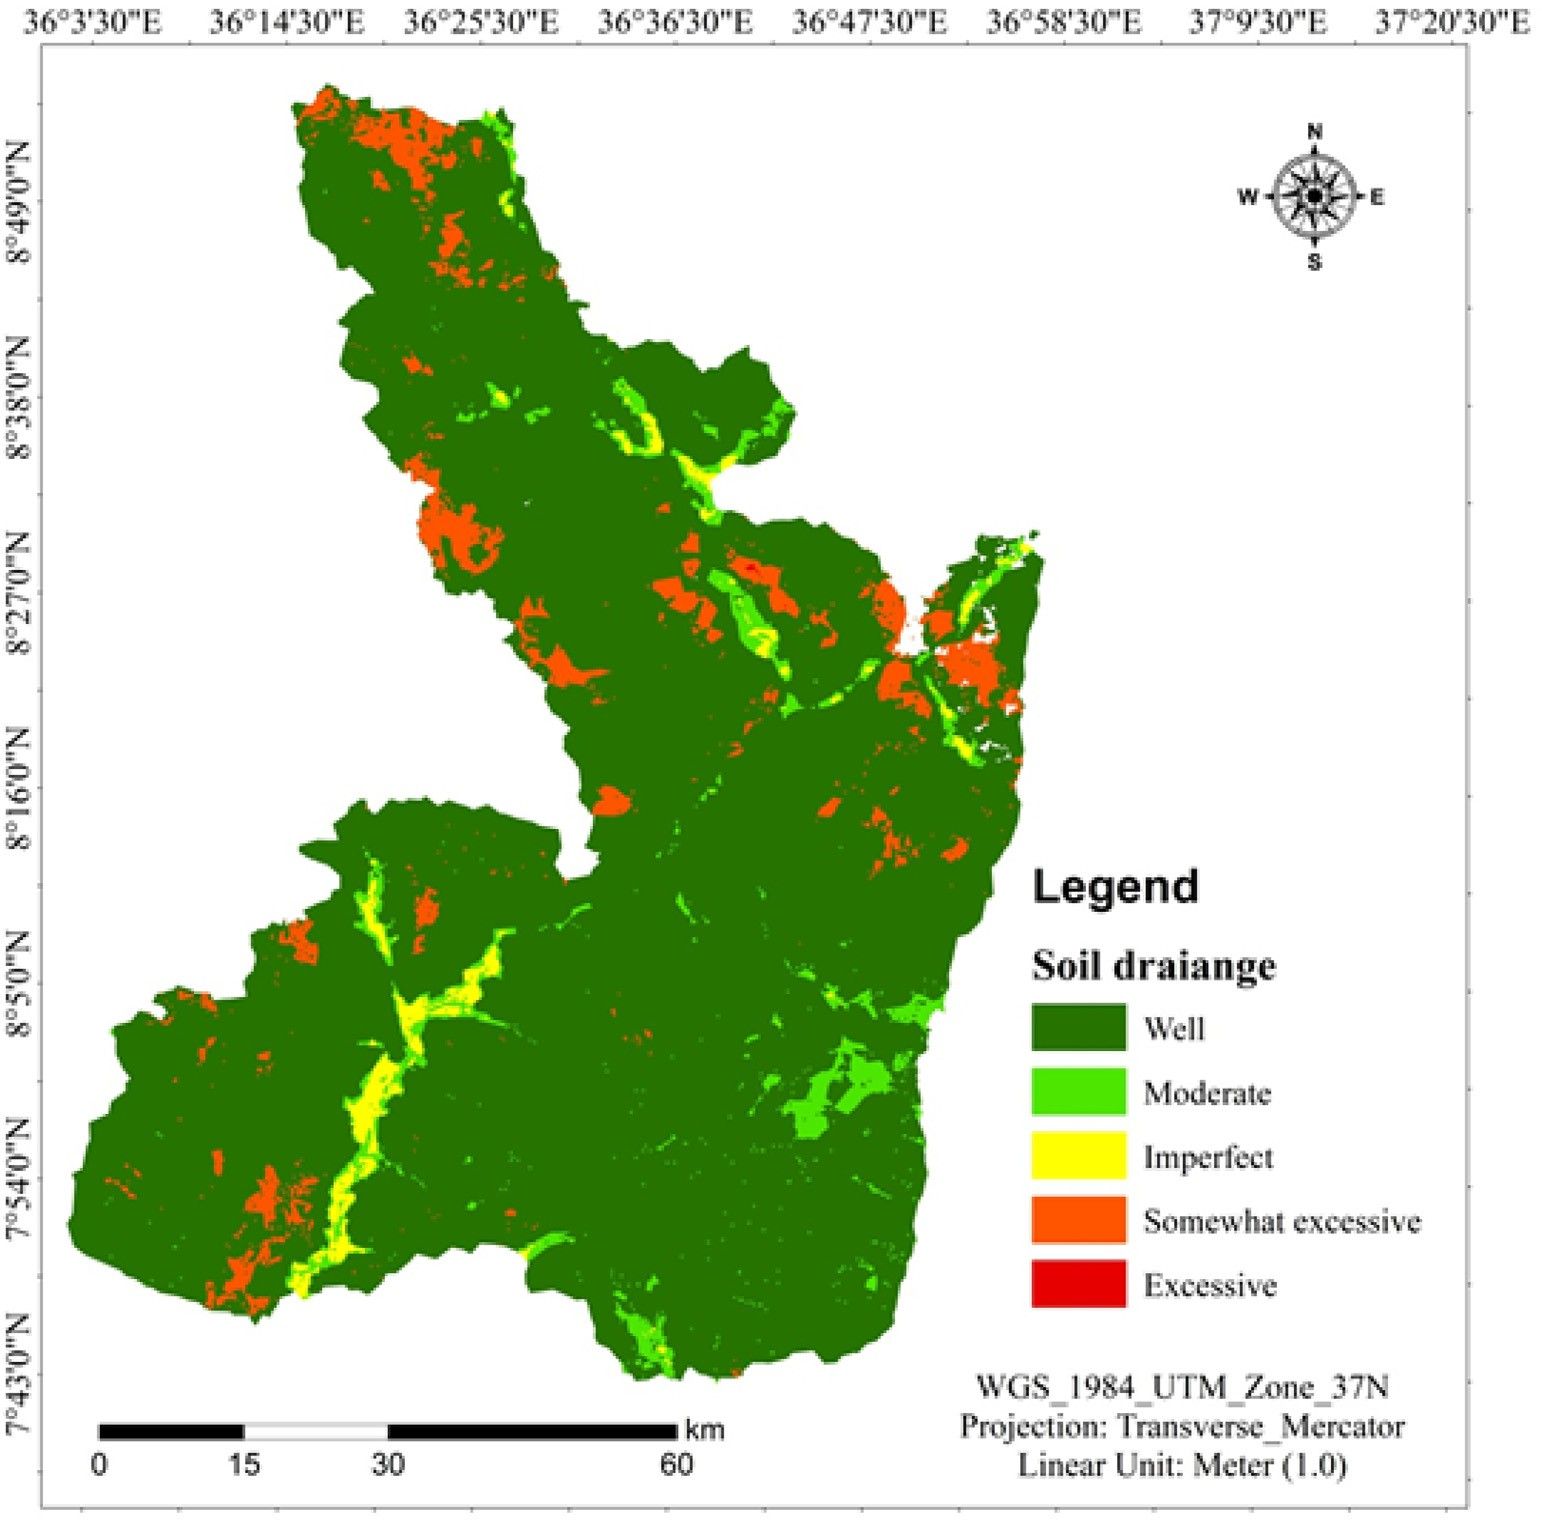 36°3'30"E 36°14'30"E 36°25'30"E 36°36'30"E 36°47'30"E 36°58'30"E 37°9'30"E 37°20'30"E
N
W E
S
8°49'0"N
8°38'0"N
8°27'0"N
8°16'0"N
8°5'0"N
7°54'0"N
7°43'0"N
Legend
Soil draiange
Well
Moderate
Imperfect
Somewhat excessive
Excessive
WGS_1984_UTM_Zone_37N
Projection: Transverse_Mercator
Linear Unit: Meter (1.0)
km
0 15 30 60